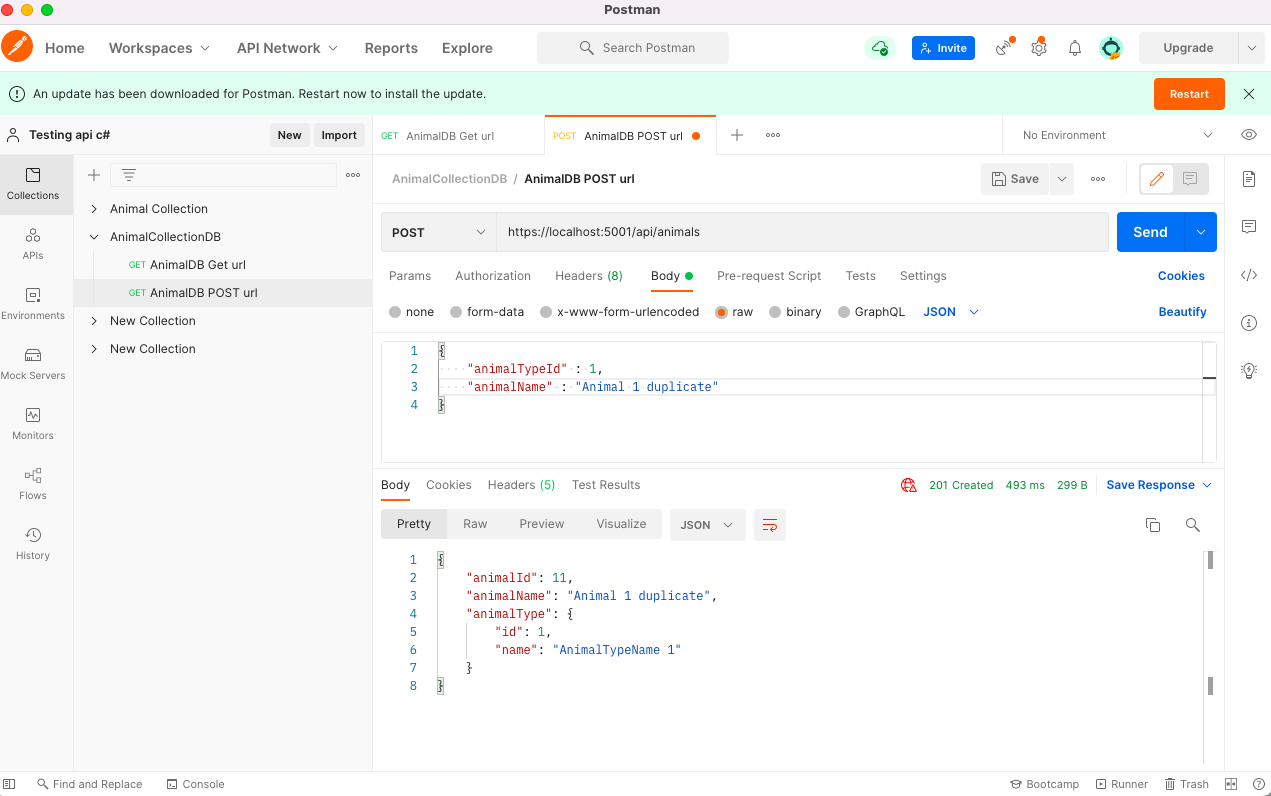 Postman
Home Workspaces API Network Reports Explore Search Postman Invite Upgrade
An update has been downloaded for Postman. Restart now to install the update. Restart
Testing api c# New Import
GET AnimalDB Get url POST AnimalDB POST url No Environment
AnimalCollectionDB / AnimalDB POST url Save
Collections
APIs
Environments
Mock Servers
Monitors
Flows
History
Animal Collection
AnimalCollectionDB
GET AnimalDB Get url
GET AnimalDB POST url
New Collection
New Collection
POST https://localhost:5001/api/animals Send
Params Authorization Headers (8) Body Pre-request Script Tests Settings Cookies
none form-data x-www-form-urlencoded raw binary GraphQL JSON Beautify
1 {
2 "animalTypeId" : 1,
3 "animalName" : "Animal 1 duplicate"
4 }
Body Cookies Headers (5) Test Results 201 Created 493 ms 299 B Save Response
Pretty Raw Preview Visualize JSON
1 {
2 "animalId": 11,
3 "animalName": "Animal 1 duplicate",
4 "animalType": {
5 "id": 1,
6 "name": "AnimalTypeName 1"
7 }
8 }
Find and Replace Console Bootcamp Runner Trash